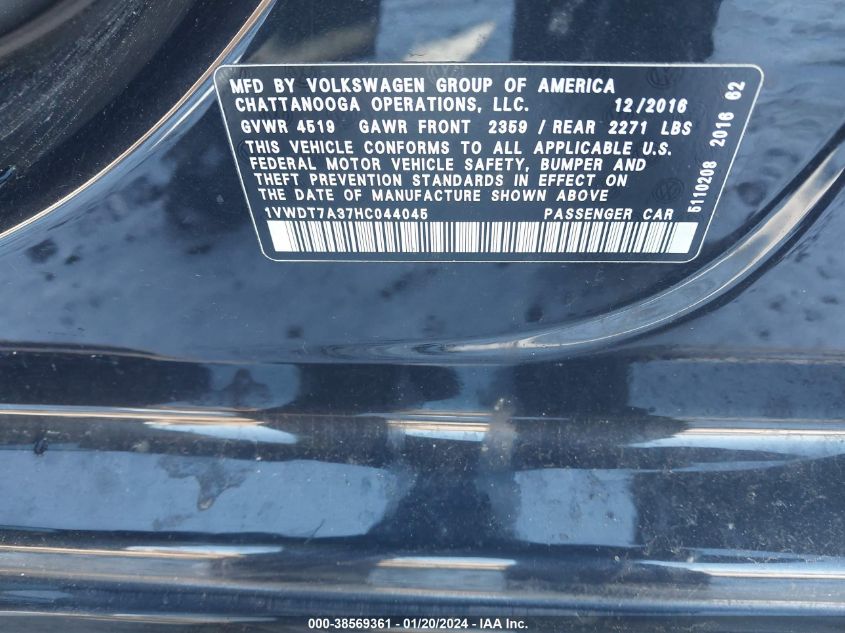 MFD BY VOLKSWAGEN GROUP OF AMERICA
CHATTANOOGA OPERATIONS, LLC. 12/2016
GVWR 4519 GAWR FRONT 2359 / REAR 2271 LBS
THIS VEHICLE CONFORMS TO ALL APPLICABLE U.S.
FEDERAL MOTOR VEHICLE SAFETY, BUMPER AND
THEFT PREVENTION STANDARDS IN EFFECT ON
THE DATE OF MANUFACTURE SHOWN ABOVE
1VWDT7A37HC044045 PASSENGER CAR
5110208 2016 62
000-38569361 - 01/20/2024 - IAA Inc.